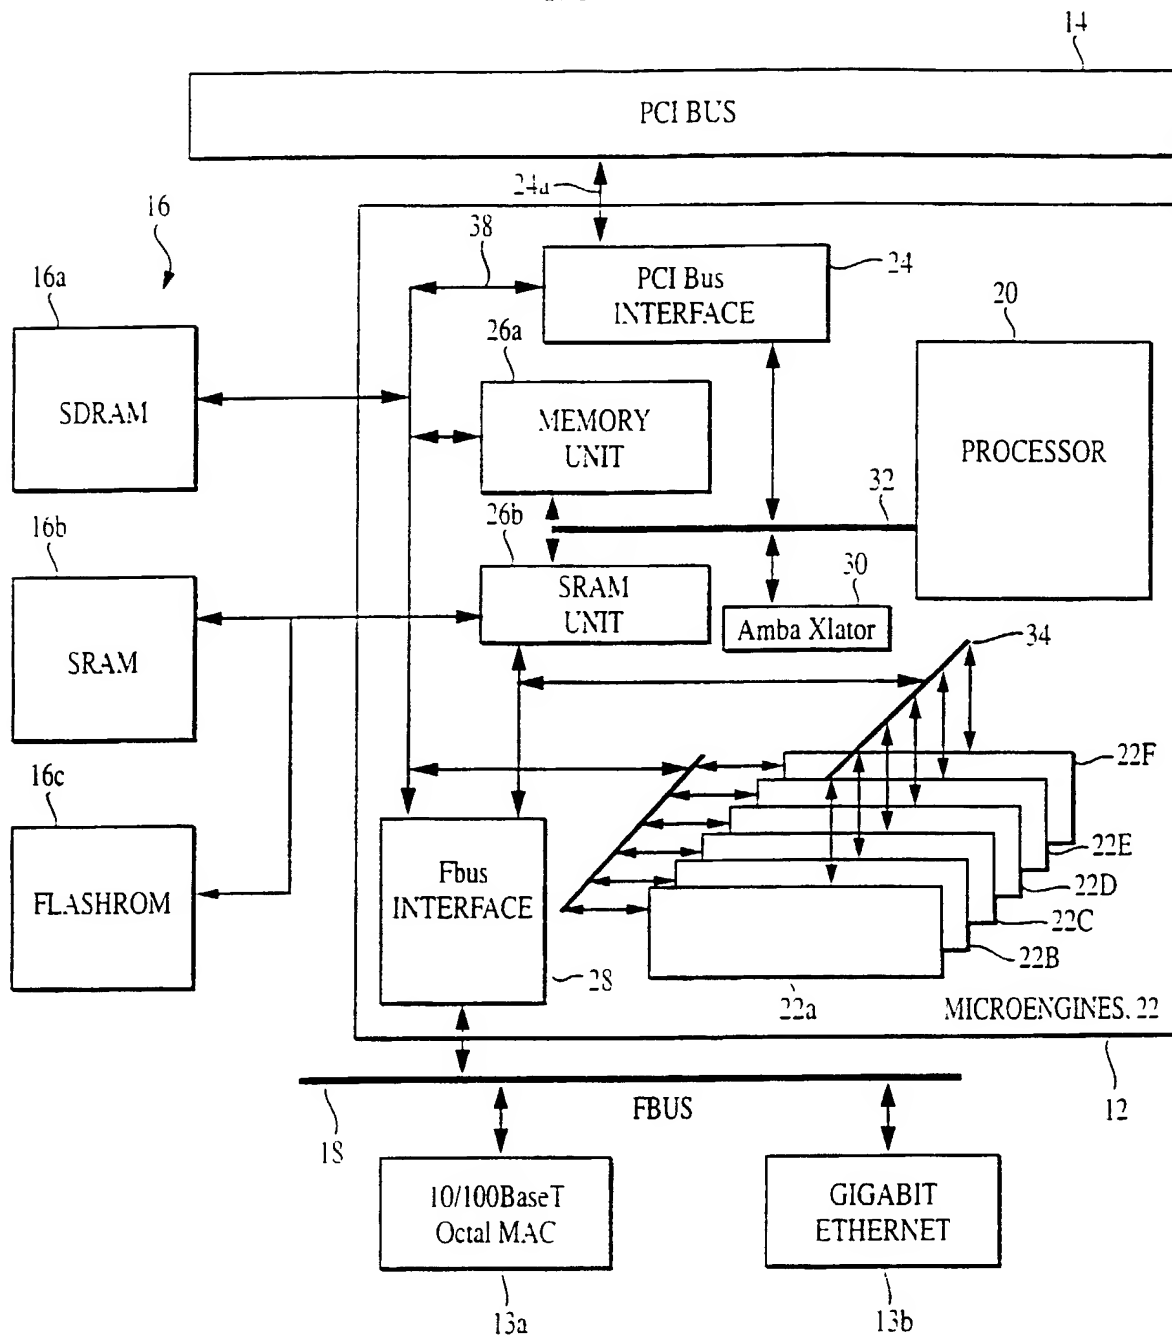 14
PCI BUS
24a
16
38
16a
PCI Bus
INTERFACE
24
20
26a
SDRAM
MEMORY
UNIT
PROCESSOR
32
16b
26b
30
SRAM
UNIT
Amba Xlator
34
SRAM
16c
22F
22E
22D
22C
22B
Fbus
INTERFACE
FLASHROM
28
22a
MICROENGINES, 22
12
18
FBUS
10/100BaseT
Octal MAC
GIGABIT
ETHERNET
13a
13b